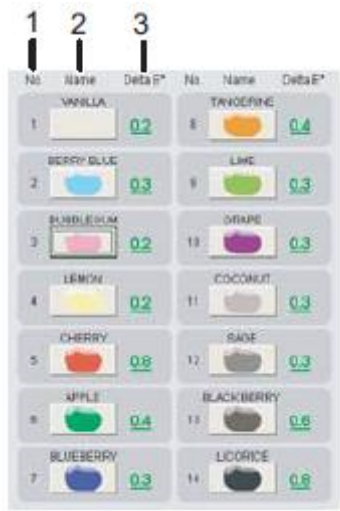 1 2 3
No. Name Delta E* No. Name Delta E*
VANILLA
1 0.2
BERRY BLUE
2 0.3
BUBBLEGUM
3 0.2
LEMON
4 0.2
CHERRY
5 0.8
APPLE
6 0.4
BLUEBERRY
7 0.3
TANGERINE
8 0.4
LIME
9 0.3
GRAPE
10 0.3
COCONUT
11 0.3
SAGE
12 0.3
BLACKBERRY
13 0.6
LICORICE
14 0.8